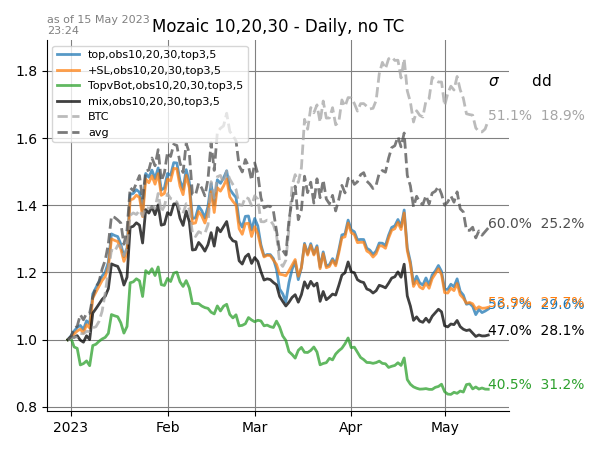 as of 15 May 2023
23:24
Mozaic 10,20,30 - Daily, no TC
top,obs10,20,30,top3,5
+SL,obs10,20,30,top3,5
TopvBot,obs10,20,30,top3,5
mix,obs10,20,30,top3,5
BTC
avg
σ dd
51.1% 18.9%
60.0% 25.2%
56.7% 29.6%
47.0% 28.1%
40.5% 31.2%
1.8
1.6
1.4
1.2
1.0
0.8
2023 Feb Mar Apr May